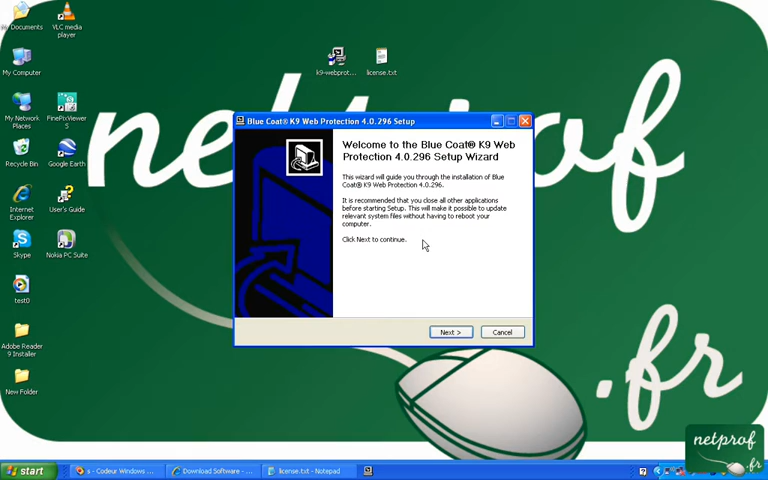 My Documents
VLC media
player
My Computer
k9-webprot...
license.txt
My Network
Places
FinePixViewer
S
Recycle Bin
Google Earth
Internet
Explorer
User's Guide
Skype
Nokia PC Suite
test0
Adobe Reader
9 Installer
New Folder
netprof
.fr
Blue Coat® K9 Web Protection 4.0.296 Setup
Welcome to the Blue Coat® K9 Web
Protection 4.0.296 Setup Wizard
This wizard will guide you through the installation of Blue
Coat® K9 Web Protection 4.0.296.
It is recommended that you close all other applications
before starting Setup. This will make it possible to update
relevant system files without having to reboot your
computer.
Click Next to continue.
Next >
Cancel
start
s - Codeur Windows ...
Download Software - ...
license.txt - Notepad
netprof
.fr